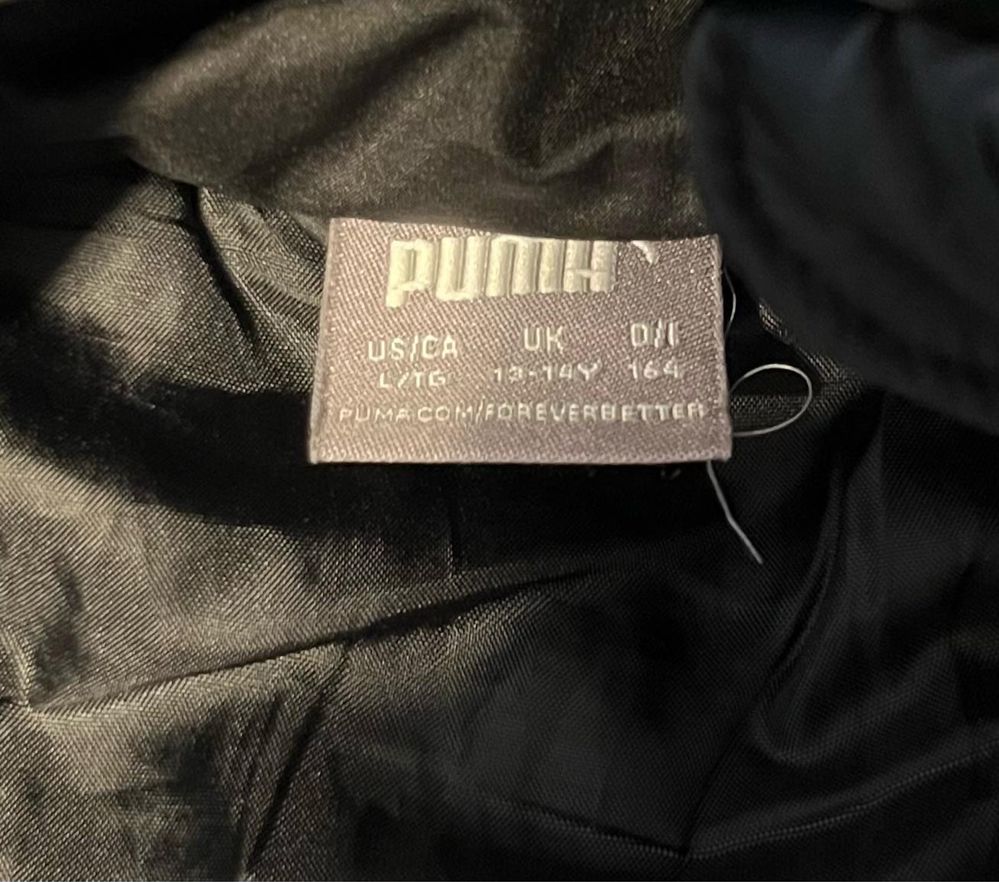 PUMA
US/CA UK D/I
L/TG 13-14Y 164
PUMA.COM/FOREVERBETTER